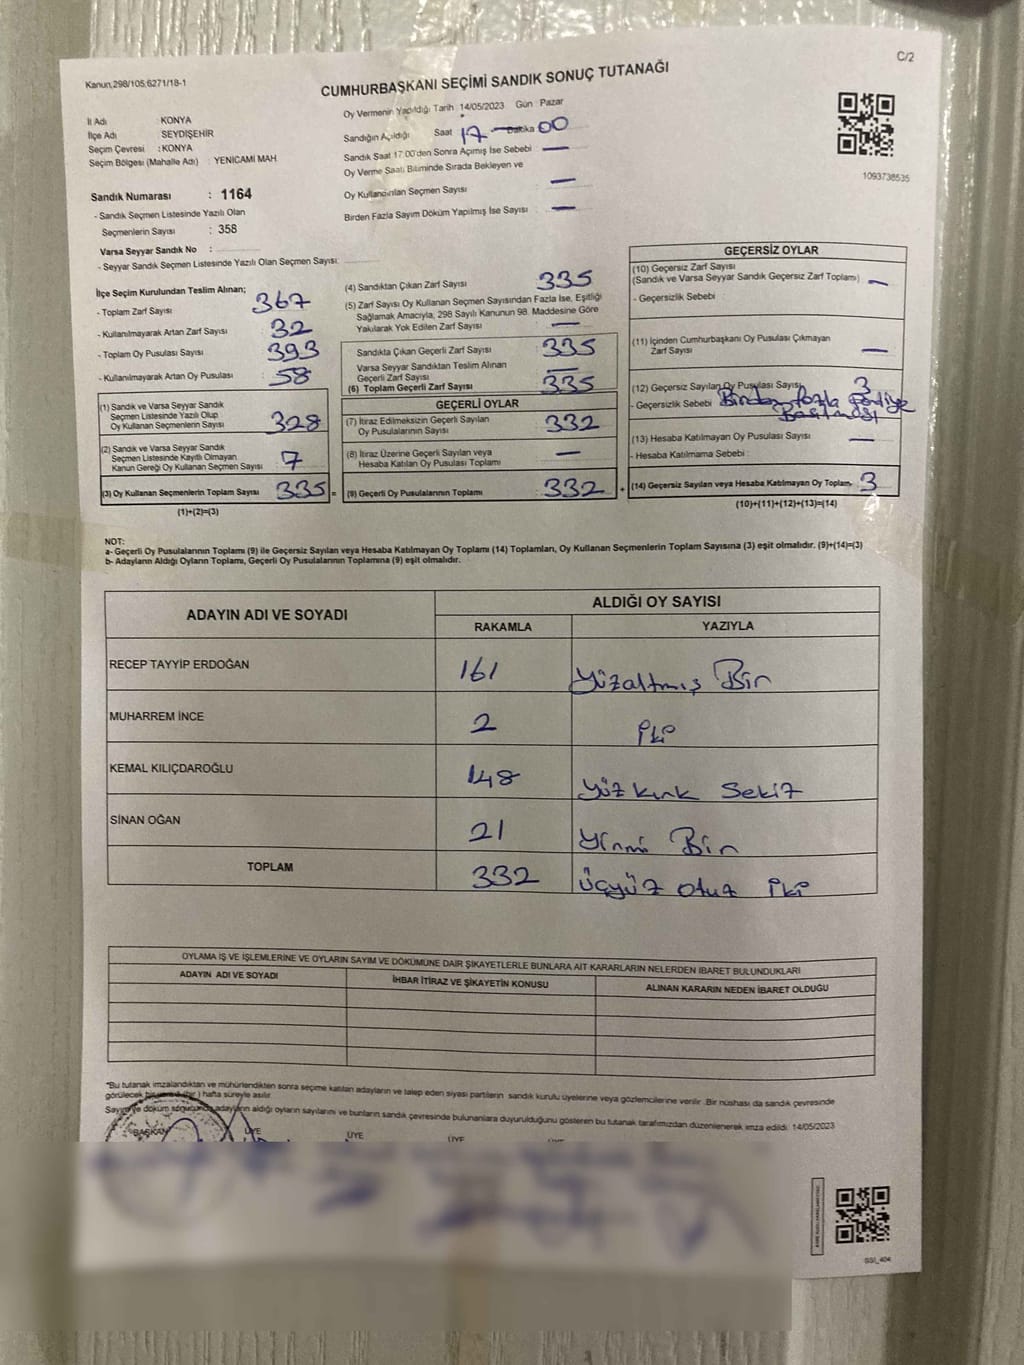 C/2
Kanun,298/105;6271/18-1
CUMHURBAŞKANI SEÇİMİ SANDIK SONUÇ TUTANAĞI
İl Adı : KONYA
İlçe Adı : SEYDİŞEHİR
Seçim Çevresi : KONYA
Seçim Bölgesi (Mahalle Adı) : YENİCAMİ MAH
Sandık Numarası : 1164
- Sandık Seçmen Listesinde Yazılı Olan
Seçmenlerin Sayısı : 358
Varsa Seyyar Sandık No :
- Seyyar Sandık Seçmen Listesinde Yazılı Olan Seçmen Sayısı:
Oy Vermenin Yapıldığı Tarih :14/05/2023 Gün : Pazar
Sandığın Açıldığı Saat 17 Dakika 00
Sandık Saat 17:00'den Sonra Açımış İse Sebebi : —
Oy Verme Saati Bitiminde Sırada Bekleyen ve
Oy Kullandırılan Seçmen Sayısı —
Birden Fazla Sayım Döküm Yapılmış İse Sayısı : —
1093738535
İlçe Seçim Kurulundan Teslim Alınan;
- Toplam Zarf Sayısı : 367
- Kullanılmayarak Artan Zarf Sayısı : 32
- Toplam Oy Pusulası Sayısı : 393
- Kullanılmayarak Artan Oy Pusulası : 58
(1) Sandık ve Varsa Seyyar Sandık
Seçmen Listesinde Yazılı Olup
Oy Kullanan Seçmenlerin Sayısı : 328
(2) Sandık ve Varsa Seyyar Sandık
Seçmen Listesinde Kayıtlı Olmayan
Kanun Gereği Oy Kullanan Seçmen Sayısı : 7
(3) Oy Kullanan Seçmenlerin Toplam Sayısı : 335 =
(1)+(2)=(3)
(4) Sandıktan Çıkan Zarf Sayısı : 335
(5) Zarf Sayısı Oy Kullanan Seçmen Sayısından Fazla İse, Eşitliği
Sağlamak Amacıyla, 298 Sayılı Kanunun 98. Maddesine Göre
Yakılarak Yok Edilen Zarf Sayısı : —
Sandıkta Çıkan Geçerli Zarf Sayısı : 335
Varsa Seyyar Sandıktan Teslim Alınan
Geçerli Zarf Sayısı : —
(6) Toplam Geçerli Zarf Sayısı : 335
GEÇERLİ OYLAR
(7) İtiraz Edilmeksizin Geçerli Sayılan
Oy Pusulalarının Sayısı : 332
(8) İtiraz Üzerine Geçerli Sayılan veya
Hesaba Katılan Oy Pusulası Toplamı : —
(9) Geçerli Oy Pusulalarının Toplamı : 332 +
GEÇERSİZ OYLAR
(10) Geçersiz Zarf Sayısı
(Sandık ve Varsa Seyyar Sandık Geçersiz Zarf Toplamı) : —
- Geçersizlik Sebebi :
(11) İçinden Cumhurbaşkanı Oy Pusulası Çıkmayan
Zarf Sayısı : —
(12) Geçersiz Sayılan Oy Pusulası Sayısı : 3
- Geçersizlik Sebebi : Birden fazla Partiye
Basılması
(13) Hesaba Katılmayan Oy Pusulası Sayısı : —
- Hesaba Katılmama Sebebi :
(14) Geçersiz Sayılan veya Hesaba Katılmayan Oy Toplam: 3
(10)+(11)+(12)+(13)=(14)
NOT:
a- Geçerli Oy Pusulalarının Toplamı (9) ile Geçersiz Sayılan veya Hesaba Katılmayan Oy Toplamı (14) Toplamları, Oy Kullanan Seçmenlerin Toplam Sayısına (3) eşit olmalıdır. (9)+(14)=(3)
b- Adayların Aldığı Oyların Toplamı, Geçerli Oy Pusulalarının Toplamına (9) eşit olmalıdır.
ADAYIN ADI VE SOYADI
ALDIĞI OY SAYISI
RAKAMLA YAZIYLA
RECEP TAYYİP ERDOĞAN 161 Yüzaltmış Bir
MUHARREM İNCE 2 İki
KEMAL KILIÇDAROĞLU 148 Yüz kırk Sekiz
SİNAN OĞAN 21 Yirmi Bir
TOPLAM 332 Üçyüz Otuz İki
OYLAMA İŞ VE İŞLEMLERİNE VE OYLARIN SAYIM VE DÖKÜMÜNE DAİR ŞİKAYETLERLE BUNLARA AİT KARARLARIN NELERDEN İBARET BULUNDUKLARI
ADAYIN ADI VE SOYADI İHBAR İTİRAZ VE ŞİKAYETİN KONUSU ALINAN KARARIN NEDEN İBARET OLDUĞU
*Bu tutanak imzalandıktan ve mühürlendikten sonra seçime katılan adayların ve talep eden siyasi partilerin sandık kurulu üyelerine veya gözlemcilerine verilir. Bir nüshası da sandık çevresinde
görülecek bir yere 1 (bir ) hafta süreyle asılır.
Sayım ve döküm sonucunda adayların aldığı oyların sayılarını ve bunların sandık çevresinde bulunanlara duyurulduğunu gösteren bu tutanak tarafımızdan düzenlenerek imza edildi. 14/05/2023
BAŞKAN ÜYE ÜYE ÜYE